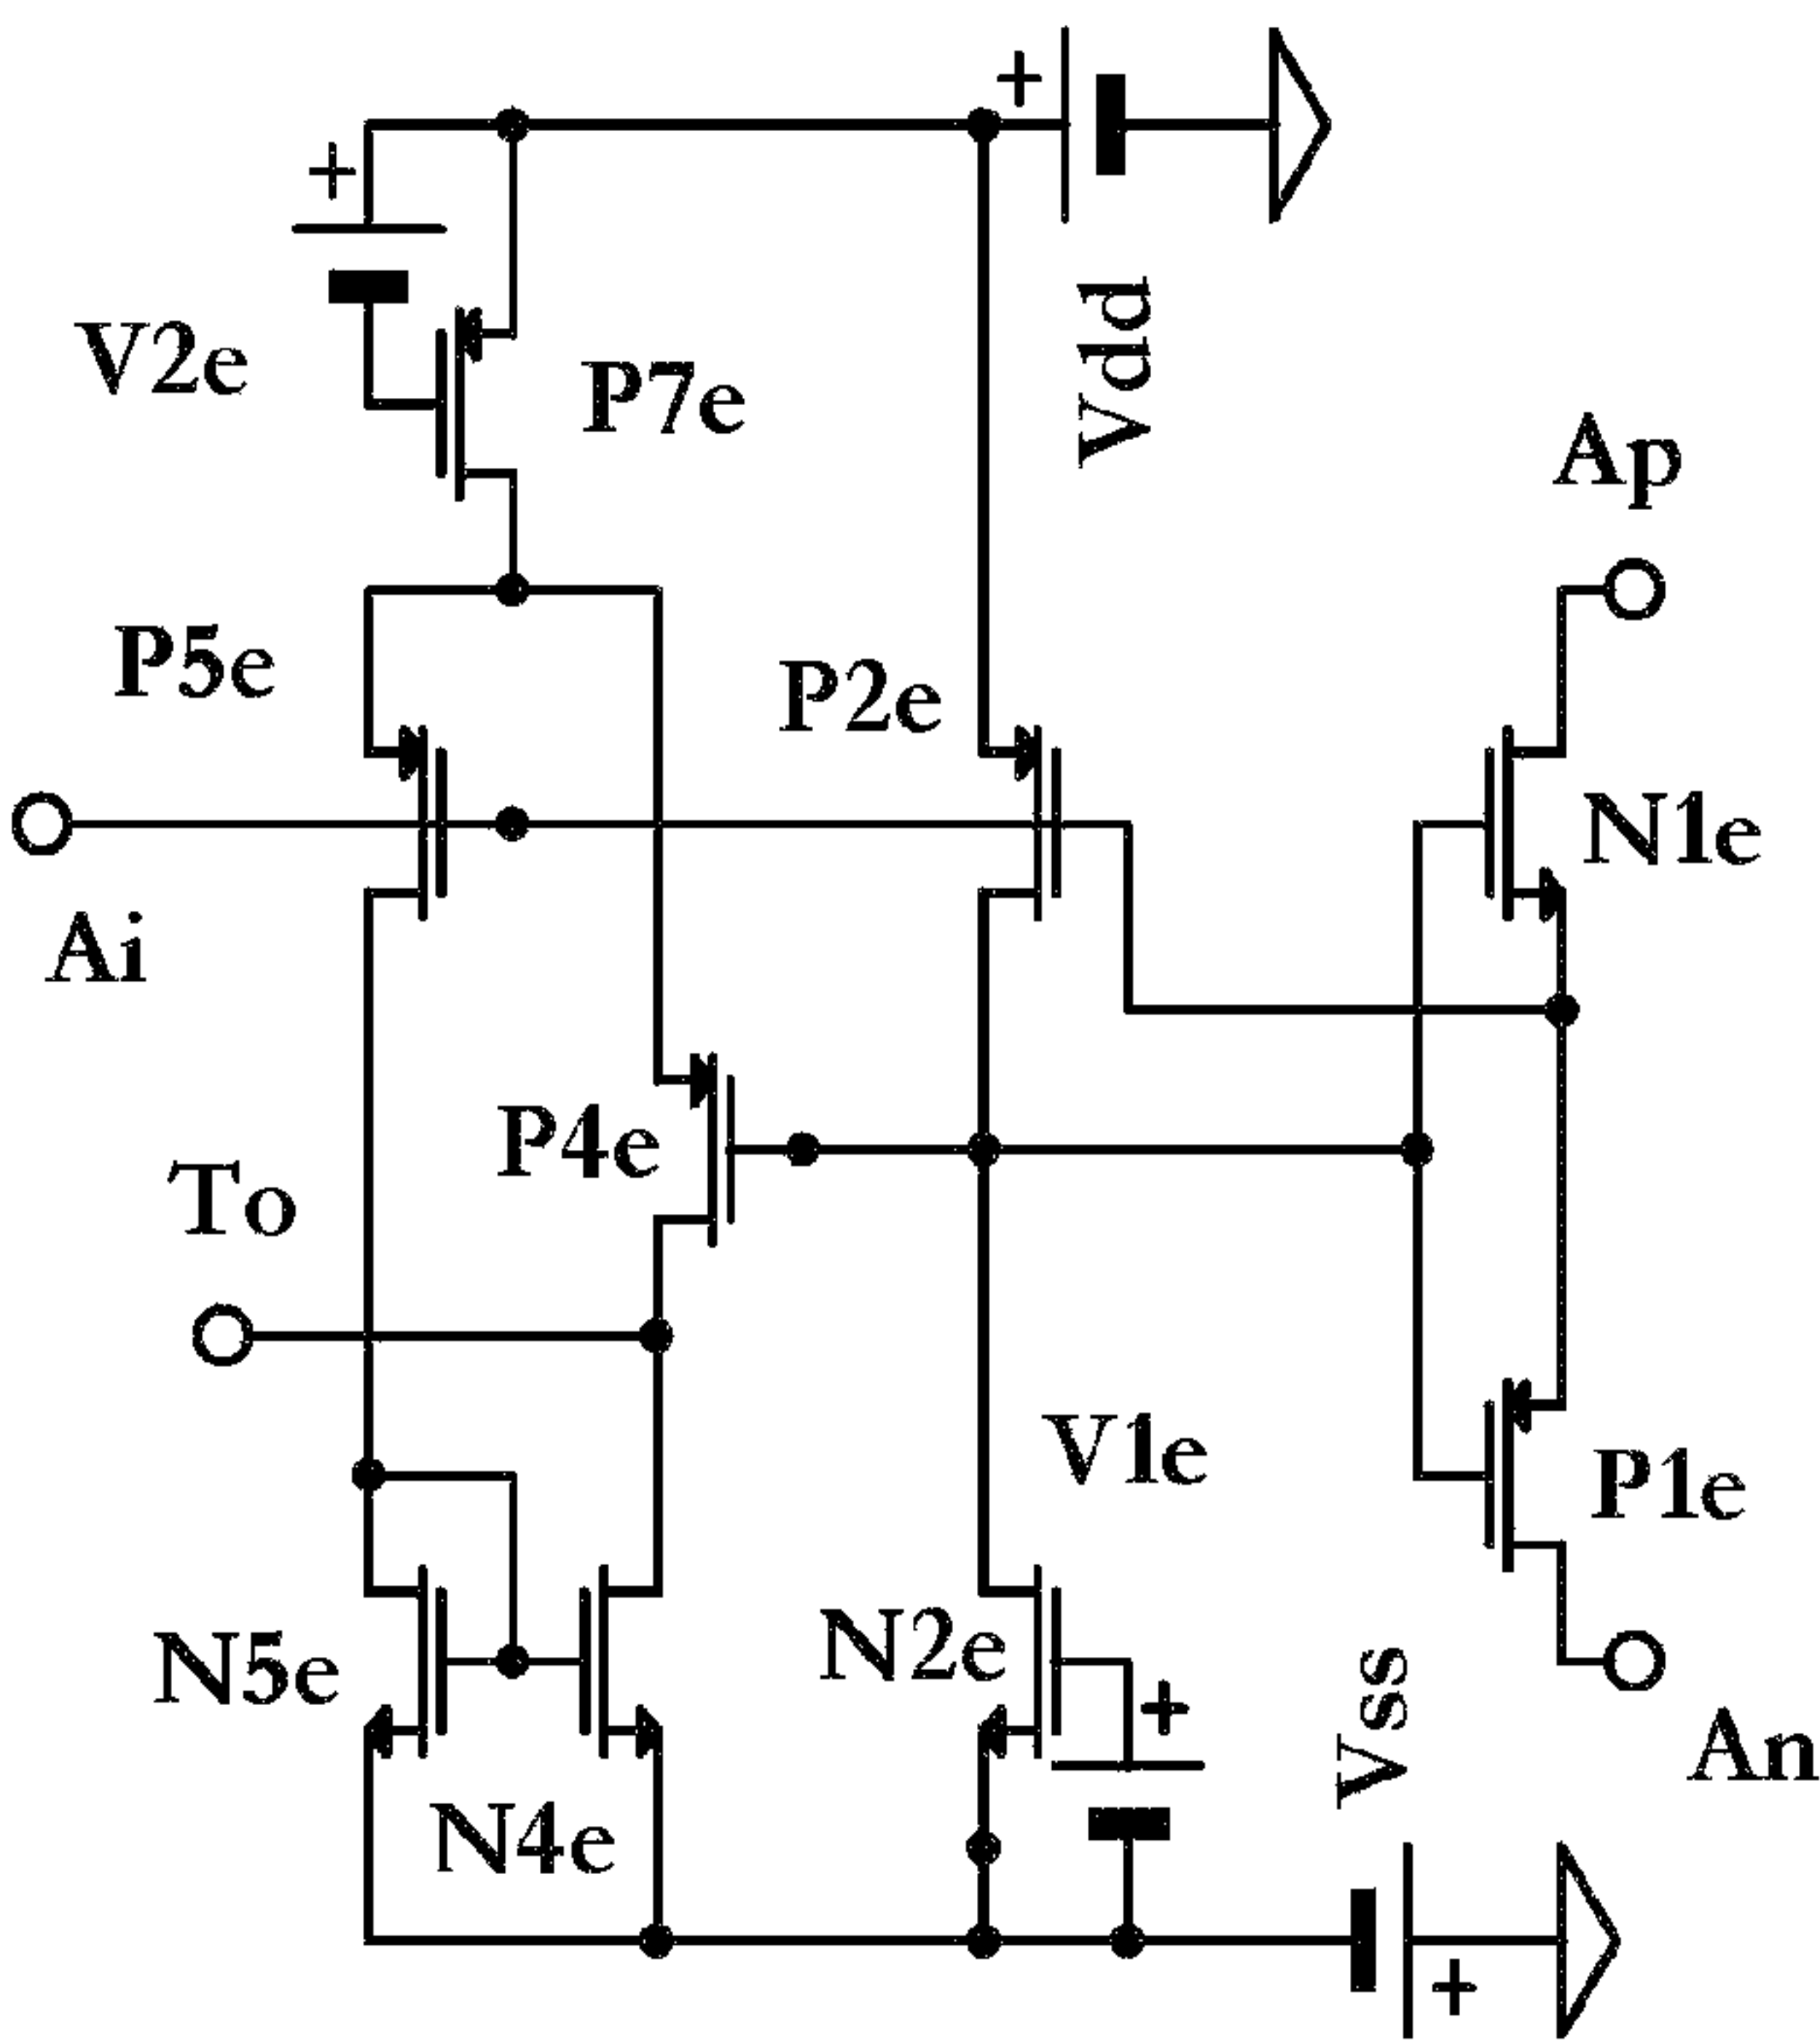 +
+
Vdd
V2e
P7e
Ap
P5e
P2e
N1e
Ai
P4e
To
V1e
P1e
N5e
N2e
+
Vss
An
N4e
+